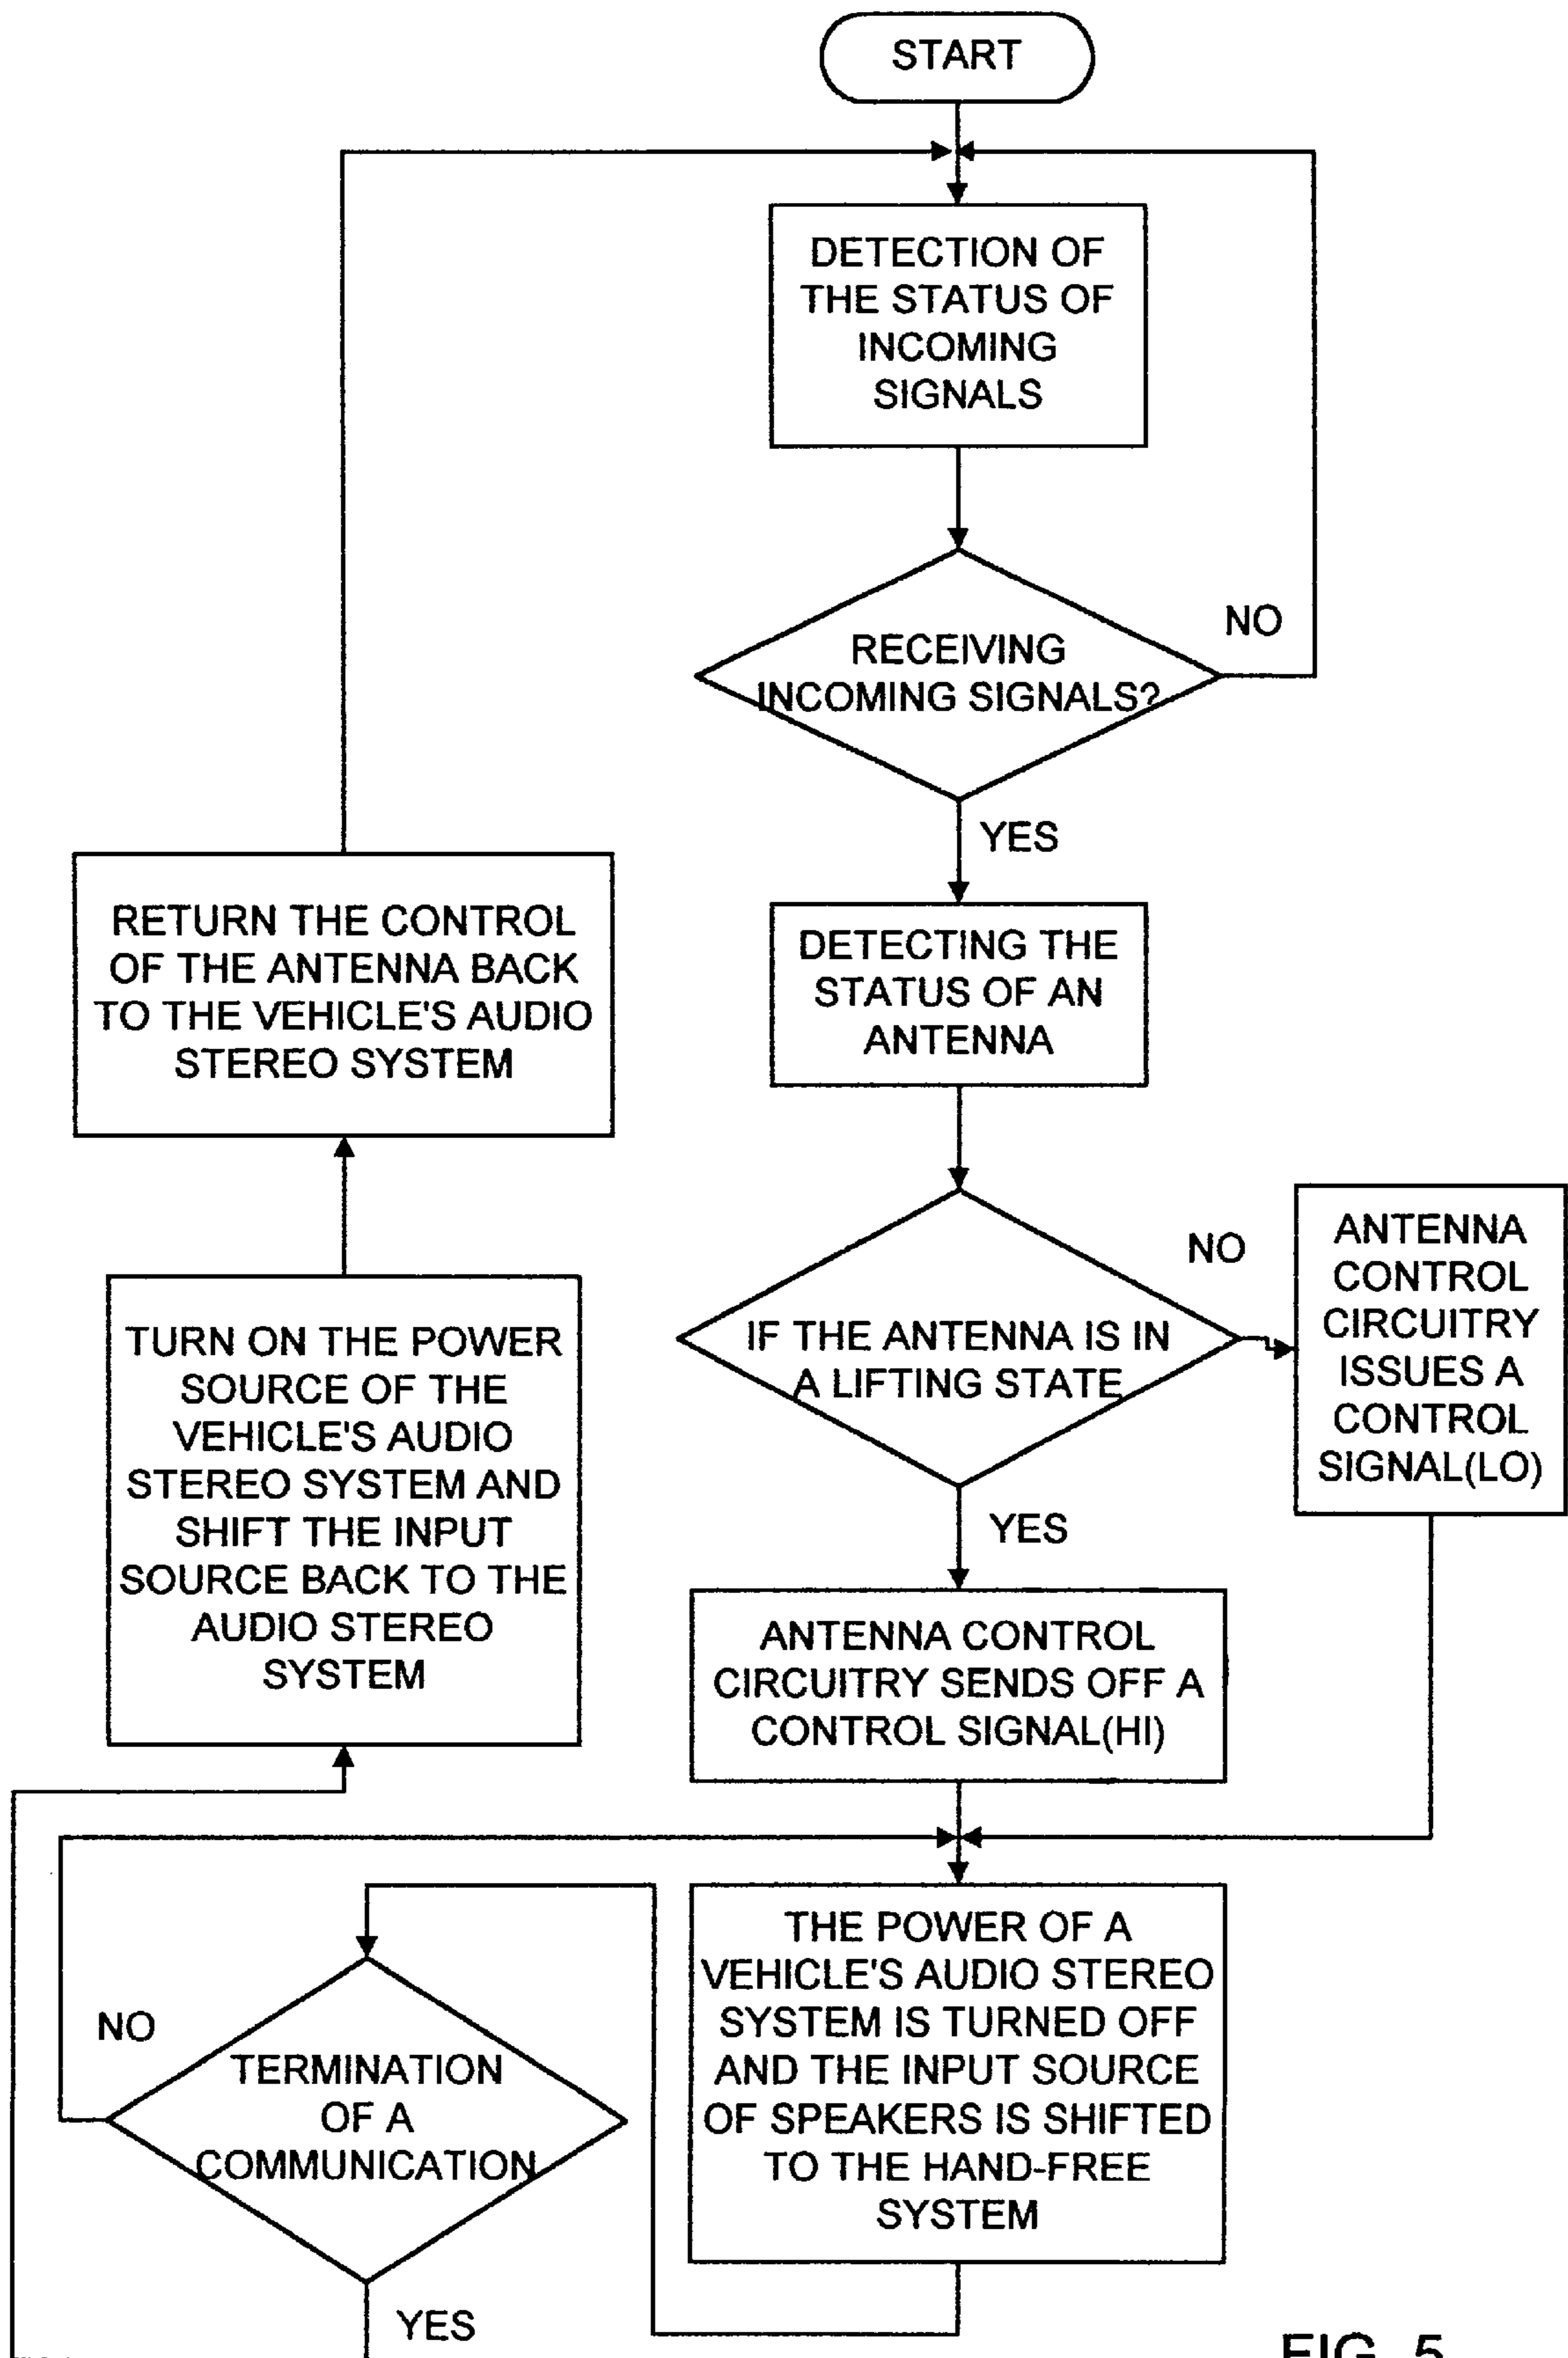 START
DETECTION OF
THE STATUS OF
INCOMING
SIGNALS
RECEIVING
INCOMING SIGNALS?
NO
YES
DETECTING THE
STATUS OF AN
ANTENNA
IF THE ANTENNA IS IN
A LIFTING STATE
NO
ANTENNA
CONTROL
CIRCUITRY
ISSUES A
CONTROL
SIGNAL(LO)
YES
ANTENNA CONTROL
CIRCUITRY SENDS OFF A
CONTROL SIGNAL(HI)
THE POWER OF A
VEHICLE'S AUDIO STEREO
SYSTEM IS TURNED OFF
AND THE INPUT SOURCE
OF SPEAKERS IS SHIFTED
TO THE HAND-FREE
SYSTEM
TERMINATION
OF A
COMMUNICATION
NO
YES
TURN ON THE POWER
SOURCE OF THE
VEHICLE'S AUDIO
STEREO SYSTEM AND
SHIFT THE INPUT
SOURCE BACK TO THE
AUDIO STEREO
SYSTEM
RETURN THE CONTROL
OF THE ANTENNA BACK
TO THE VEHICLE'S AUDIO
STEREO SYSTEM
FIG. 5